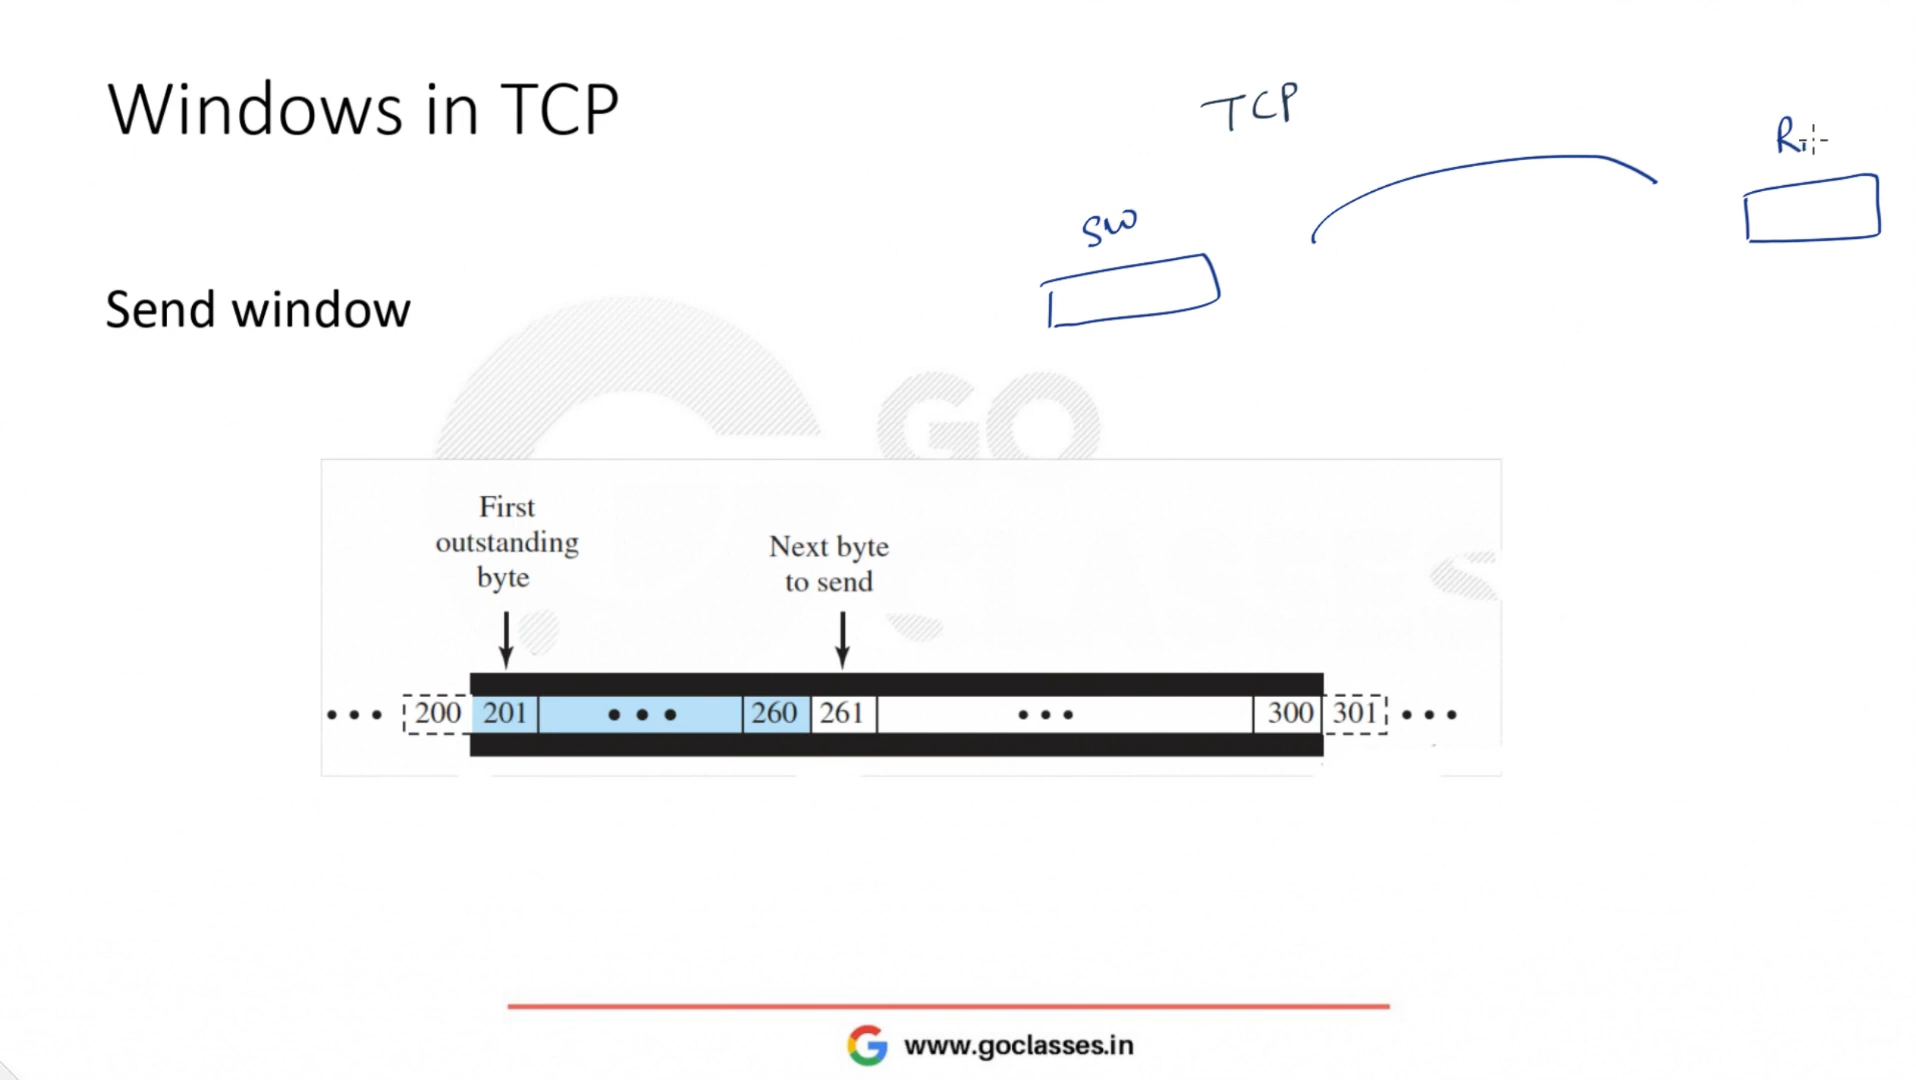 Windows in TCP
TCP
SW
Send window
GO
First
outstanding
byte
Next byte
to send
• • • 200 201 • • • 260 261 • • • 300 301 • • •
www.goclasses.in